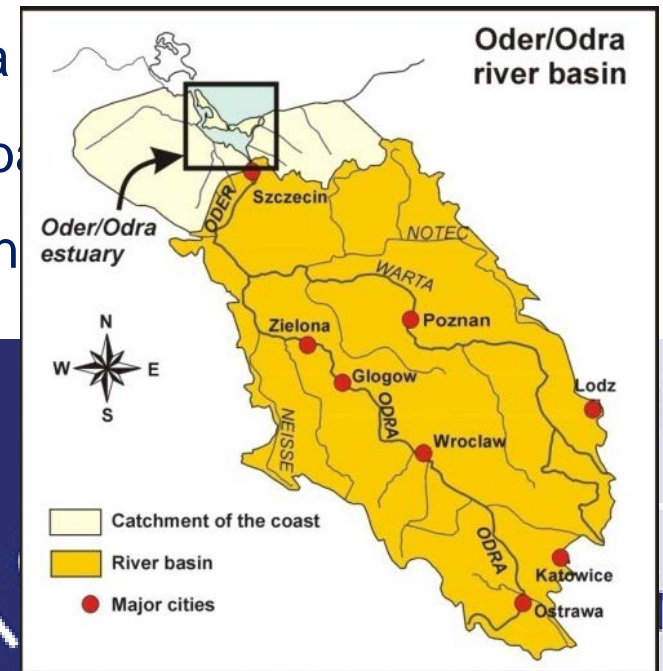 a
Oder/Odra
river basin
ODER
Szczecin
Oder/Odra
estuary
NOTEC
WARTA
N
W E
S
Zielona
Poznan
Glogow
Lodz
ODRA
NEISSE
Wroclaw
Catchment of the coast
River basin
Major cities
ODRA
Katowice
Ostrawa